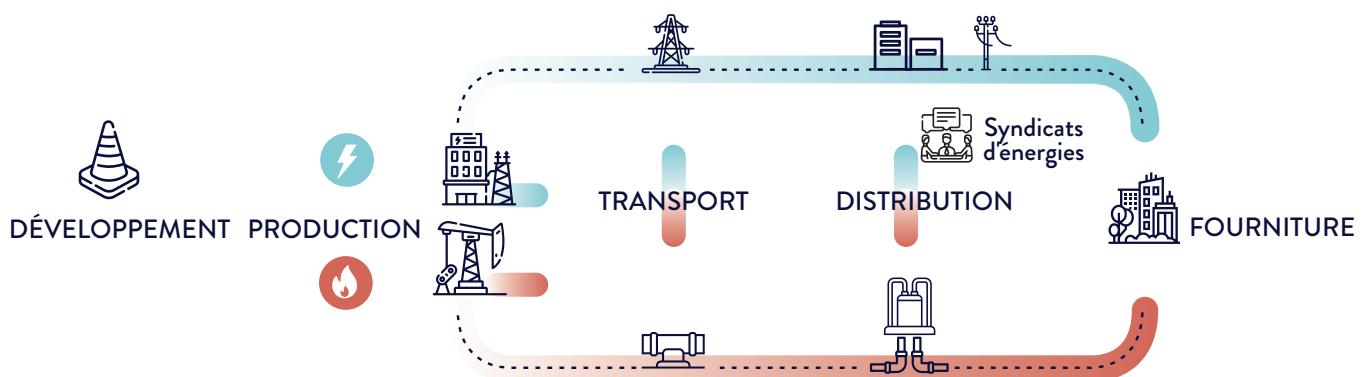 Syndicats
d'énergies
DÉVELOPPEMENT
PRODUCTION
TRANSPORT
DISTRIBUTION
FOURNITURE